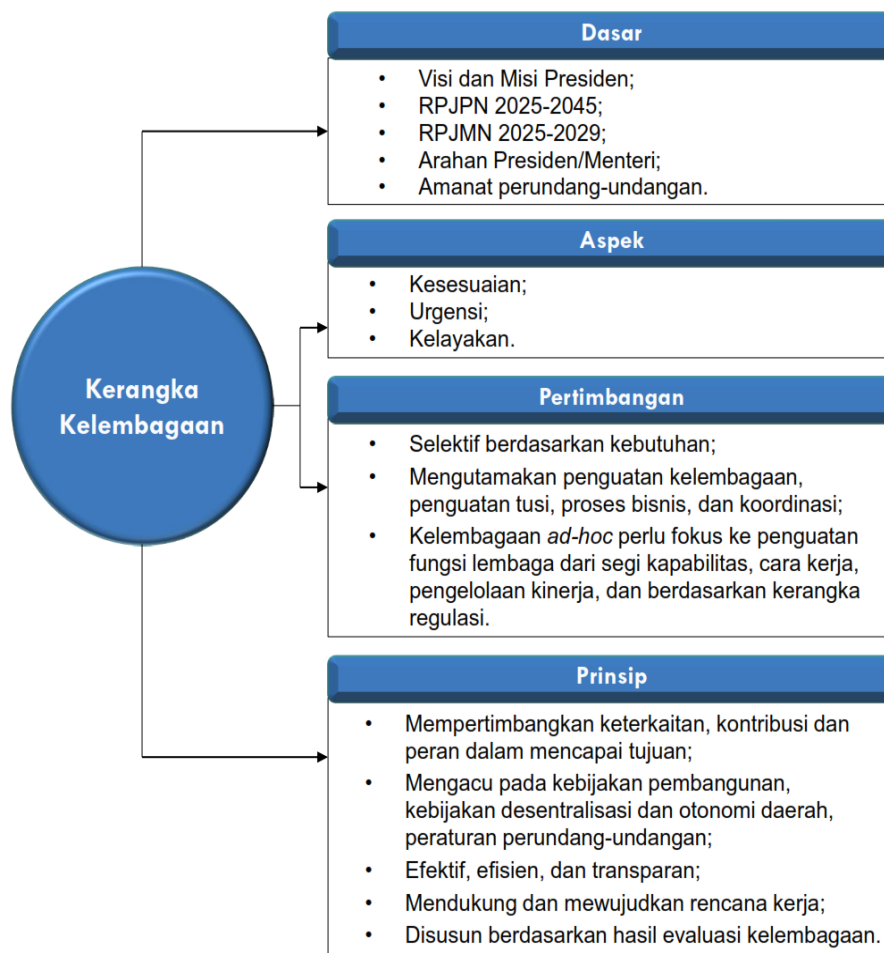 Dasar
• Visi dan Misi Presiden;
• RPJPN 2025-2045;
• RPJMN 2025-2029;
• Arahan Presiden/Menteri;
• Amanat perundang-undangan.
Aspek
• Kesesuaian;
• Urgensi;
• Kelayakan.
Kerangka
Kelembagaan
Pertimbangan
• Selektif berdasarkan kebutuhan;
• Mengutamakan penguatan kelembagaan,
penguatan tusi, proses bisnis, dan koordinasi;
• Kelembagaan ad-hoc perlu fokus ke penguatan
fungsi lembaga dari segi kapabilitas, cara kerja,
pengelolaan kinerja, dan berdasarkan kerangka
regulasi.
Prinsip
• Mempertimbangkan keterkaitan, kontribusi dan
peran dalam mencapai tujuan;
• Mengacu pada kebijakan pembangunan,
kebijakan desentralisasi dan otonomi daerah,
peraturan perundang-undangan;
• Efektif, efisien, dan transparan;
• Mendukung dan mewujudkan rencana kerja;
• Disusun berdasarkan hasil evaluasi kelembagaan.